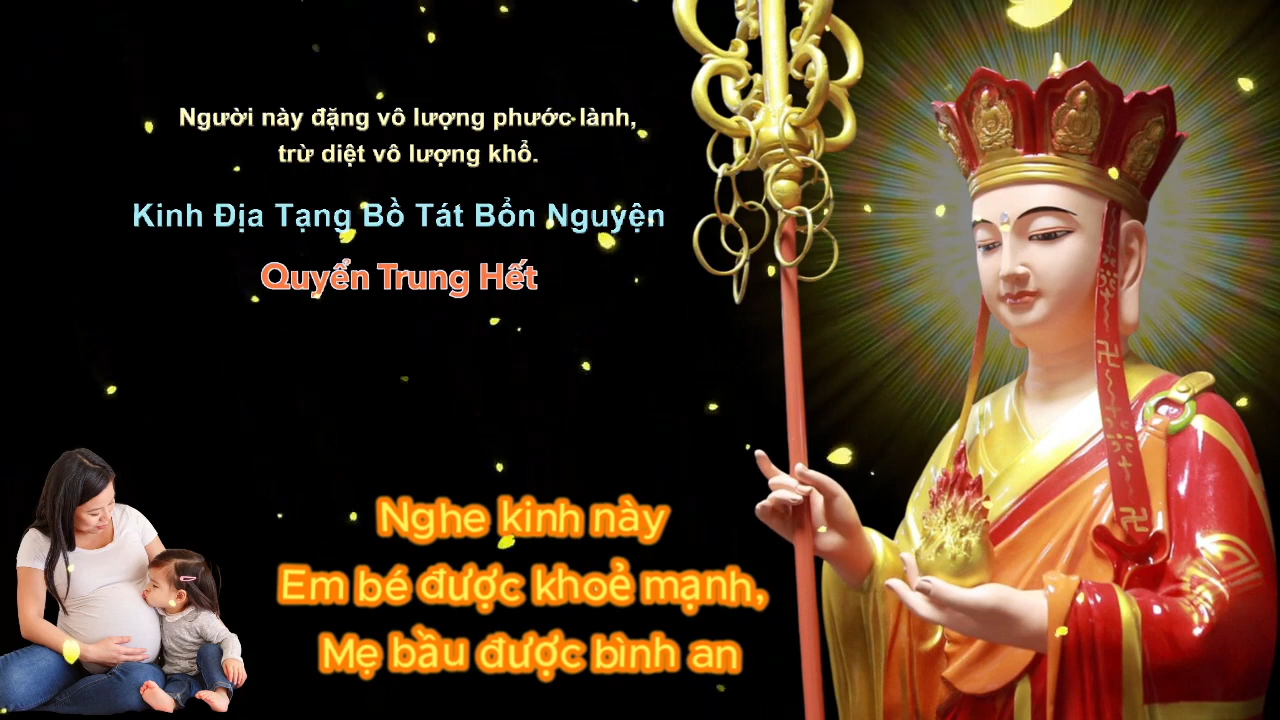 Người này đặng vô lượng phước lành,
trừ diệt vô lượng khổ.
Kinh Địa Tạng Bồ Tát Bổn Nguyện
Quyển Trung Hết
Nghe kinh này
Em bé được khoẻ mạnh,
Mẹ bầu được bình an